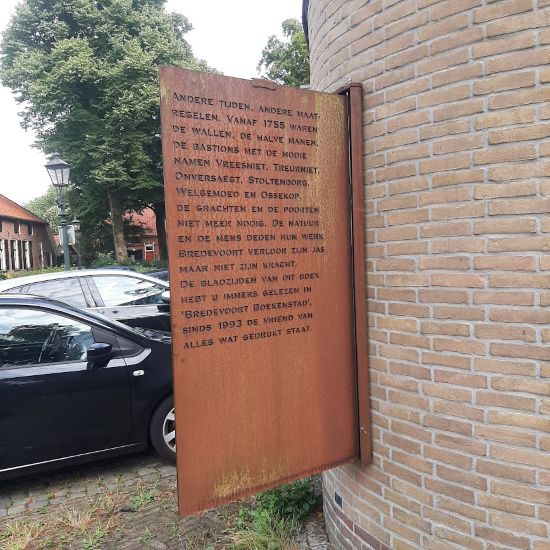 Andere tijden, andere maat-
regelen. Vanaf 1755 waren
de wallen, de halve manen,
de bastions met de mooie
namen Vreesniet, Treurniet,
Onversaegt, Stoltenborg,
Welgemoed en Ossekop,
de grachten en de poorten
niet meer nodig. De natuur
en de mens deden hun werk.
Bredevoort verloor zijn jas
maar niet zijn kracht.
De bladzijden van dit boek
hebt u immers gelezen in
'Bredevoort Boekenstad',
sinds 1993 de vriend van
alles wat gedrukt staat.